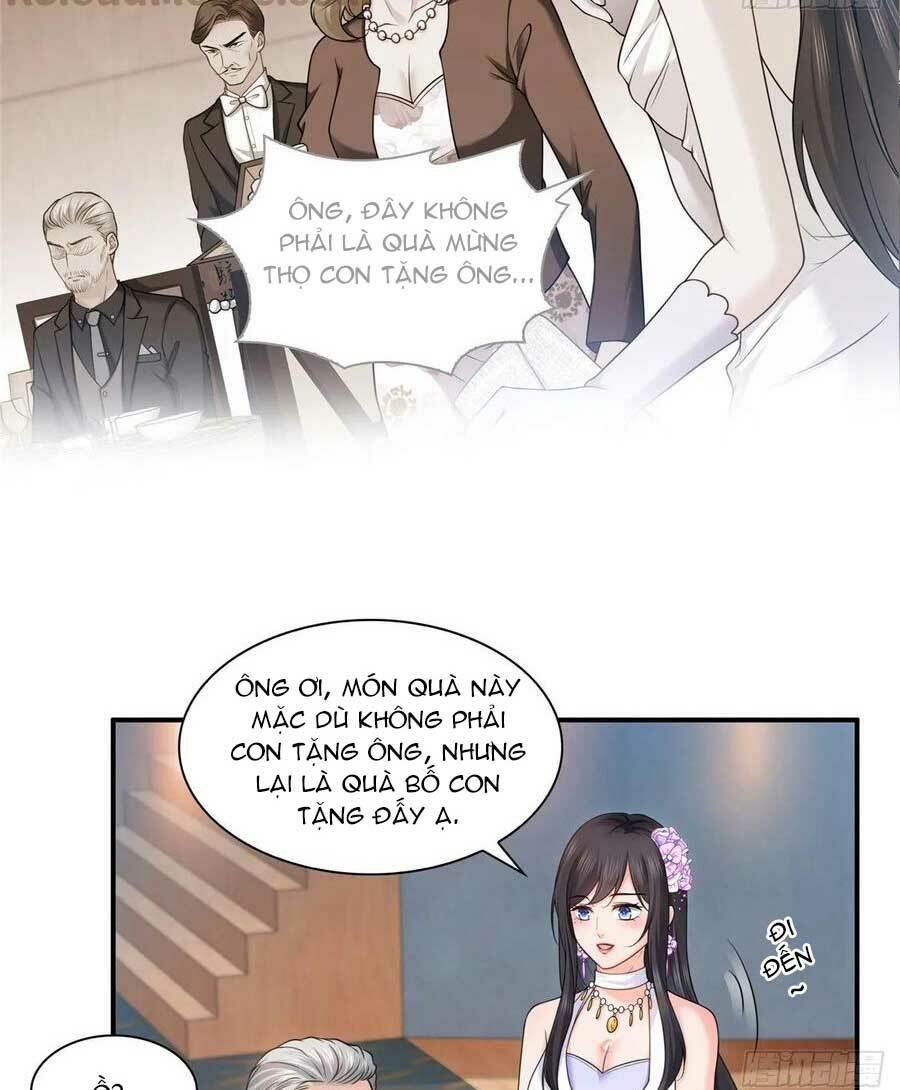 ÔNG, ĐÂY KHÔNG
PHẢI LÀ QUÀ MỪNG
THỌ CON TẶNG ÔNG...
ÔNG ƠI, MÓN QUÀ NÀY
MẶC DÙ KHÔNG PHẢI
CON TẶNG ÔNG, NHƯNG
LẠI LÀ QUÀ BỐ CON
TẶNG ĐẤY Ạ.
ĐI
ĐẾN
~